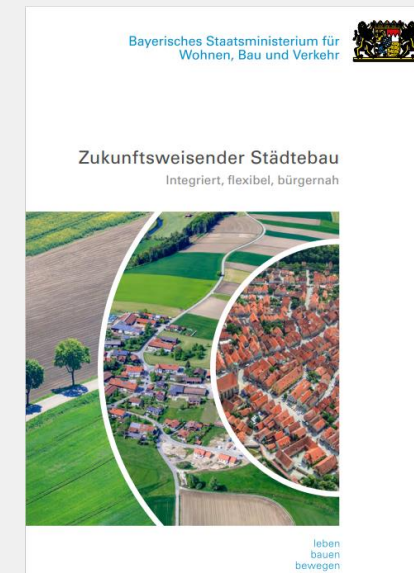 Bayerisches Staatsministerium für
Wohnen, Bau und Verkehr
Zukunftsweisender Städtebau
Integriert, flexibel, bürgernah
leben
bauen
bewegen